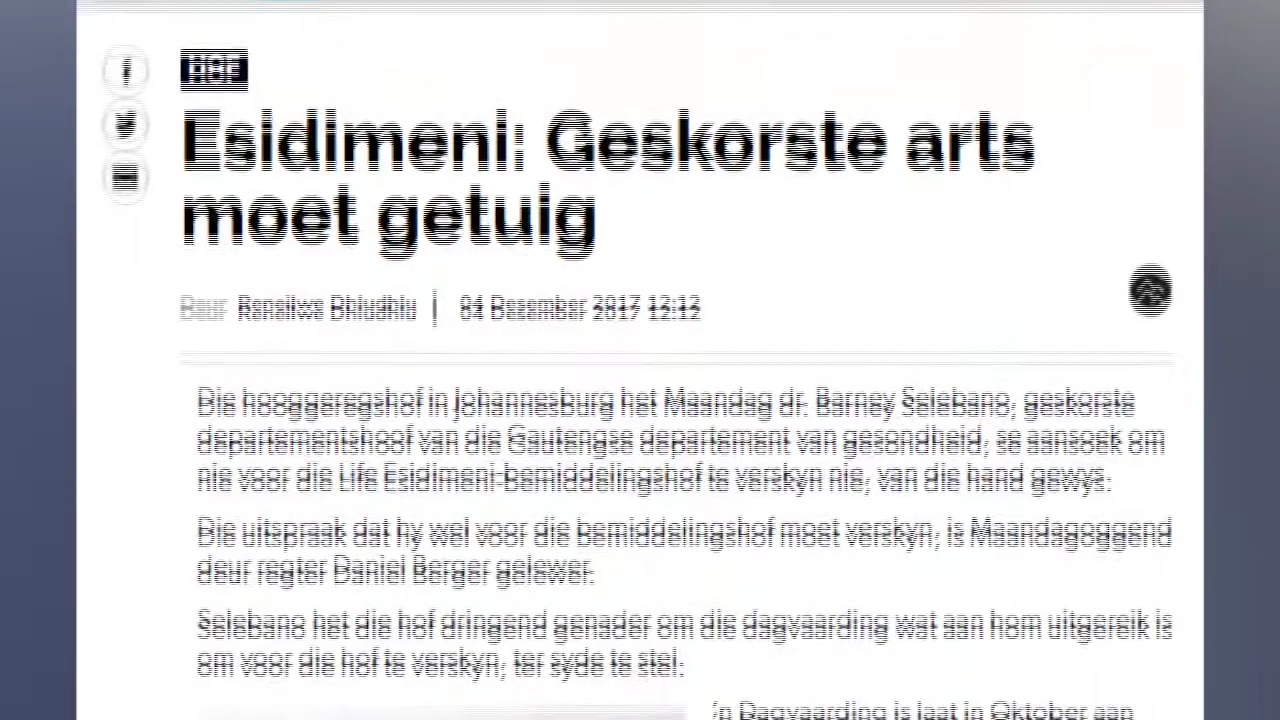 HOF
Esidimeni: Geskorste arts
moet getuig
Deur Renailwe Dhludhlu | 04 Desember 2017 12:12
Die hooggeregshof in Johannesburg het Maandag dr. Barney Selebano, geskorste
departementshoof van die Gautengse departement van gesondheid, se aansoek om
nie voor die Life Esidimeni-bemiddelingshof te verskyn nie, van die hand gewys.
Die uitspraak dat hy wel voor die bemiddelingshof moet verskyn, is Maandagoggend
deur regter Daniel Berger gelewer.
Selebano het die hof dringend genader om die dagvaarding wat aan hom uitgereik is
om voor die hof te verskyn, ter syde te stel.
'n Dagvaarding is laat in Oktober aan